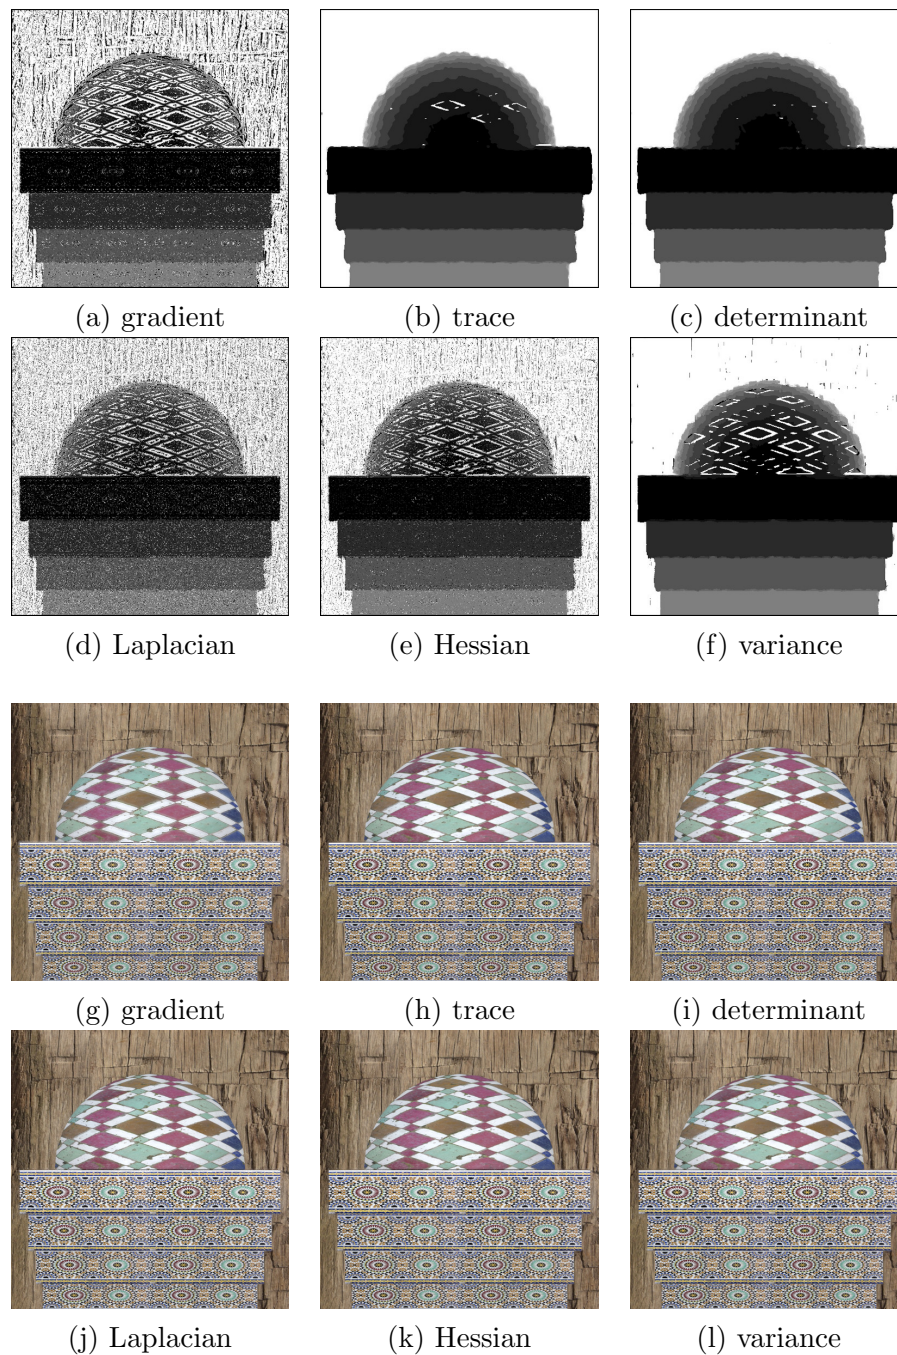 (a) gradient (b) trace (c) determinant
(d) Laplacian (e) Hessian (f) variance
(g) gradient (h) trace (i) determinant
(j) Laplacian (k) Hessian (l) variance